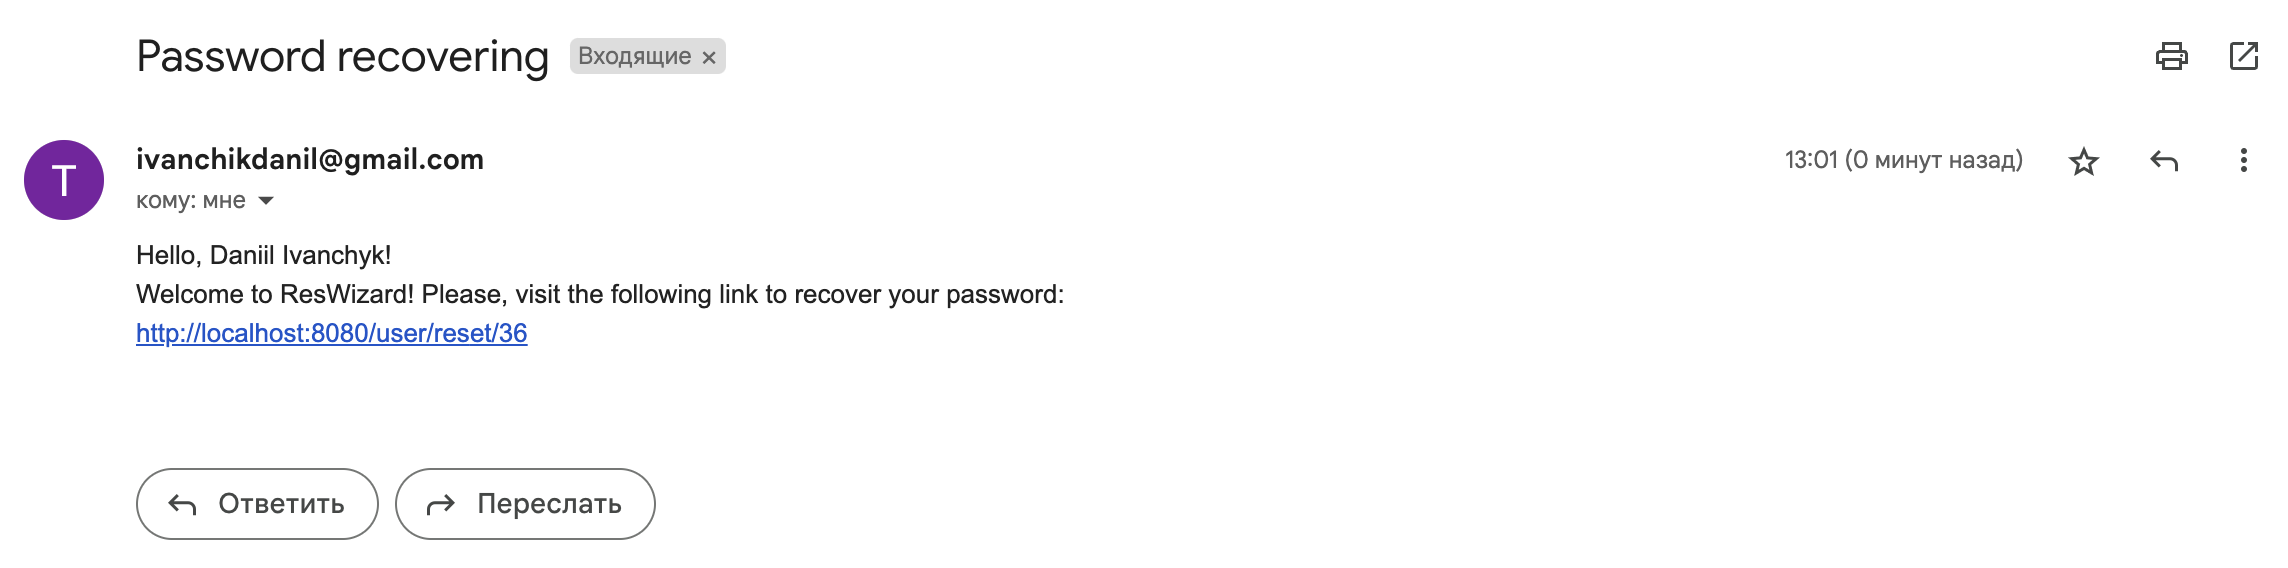 Password recovering Входящие ×
ivanchikdanil@gmail.com 13:01 (0 минут назад)
кому: мне
T
Hello, Daniil Ivanchyk!
Welcome to ResWizard! Please, visit the following link to recover your password:
http://localhost:8080/user/reset/36
Ответить Переслать